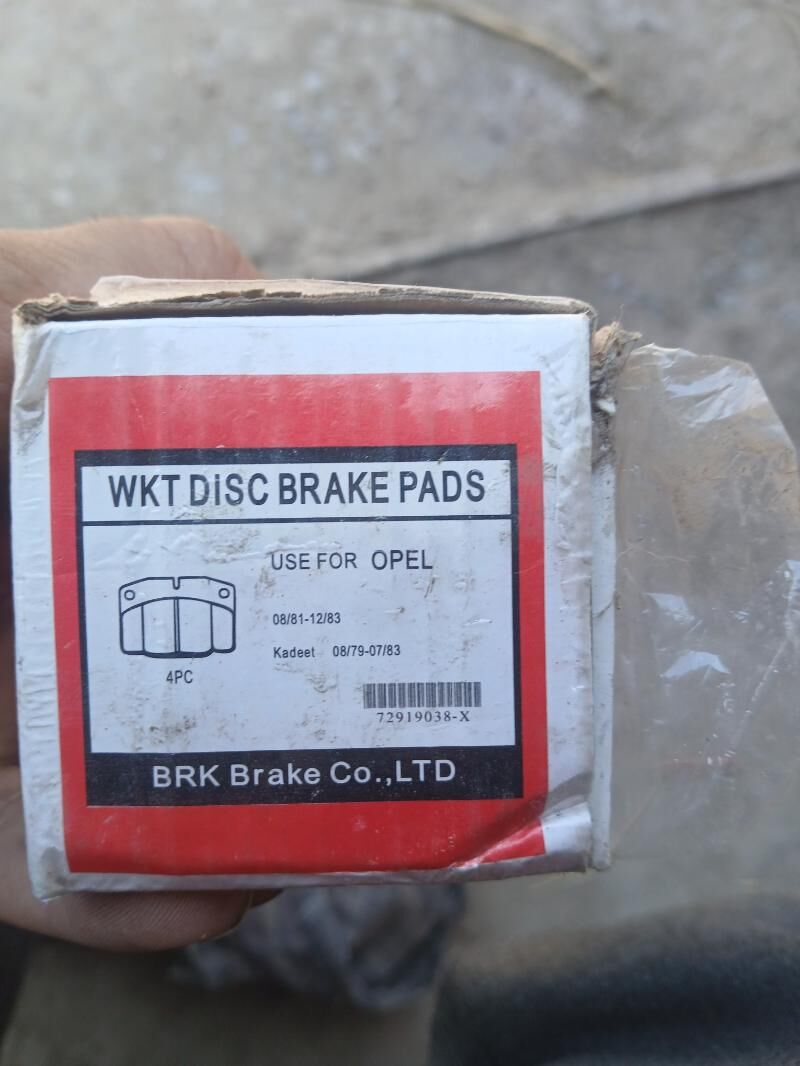 WKT DiSC BRAKE PADS
USE FOR OPEL
08/81-12/83
Kadeet 08/79-07/83
4PC
72919038-X
BRK Brake Co.,LTD